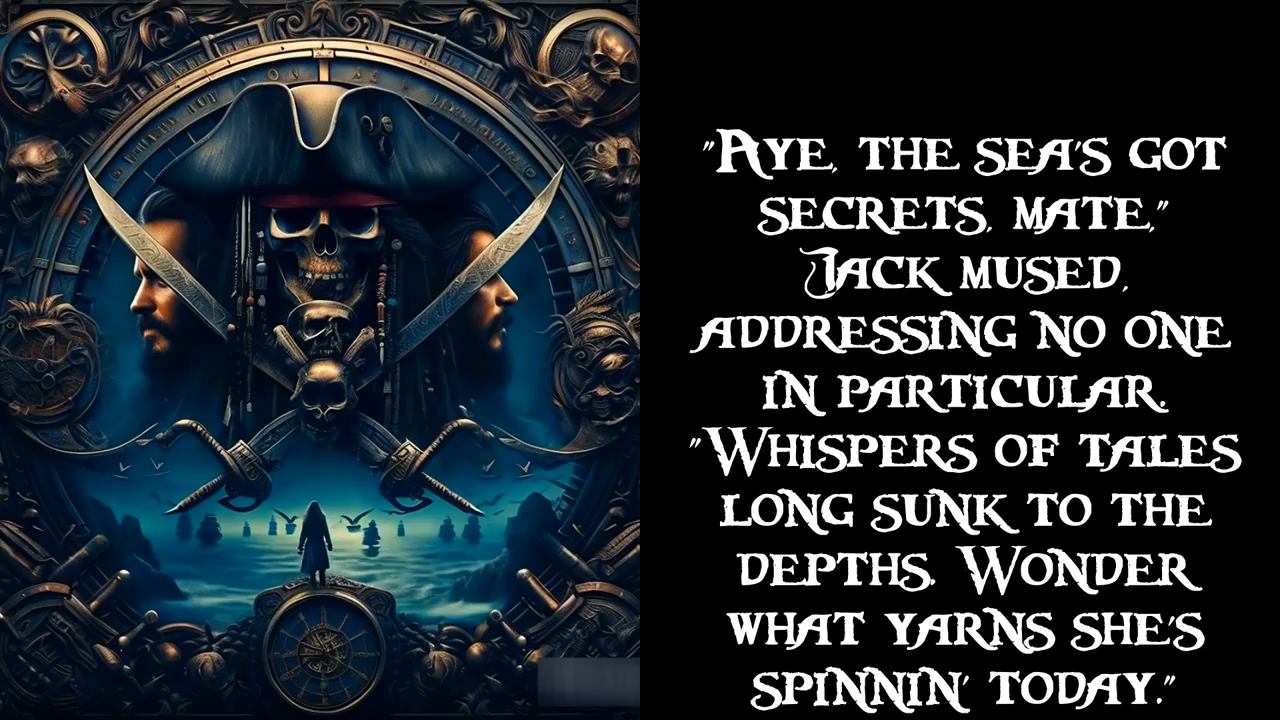 "Aye, the sea's got
secrets, mate,"
Jack mused,
addressing no one
in particular.
"Whispers of tales
long sunk to the
depths. Wonder
what yarns she's
spinnin' today."